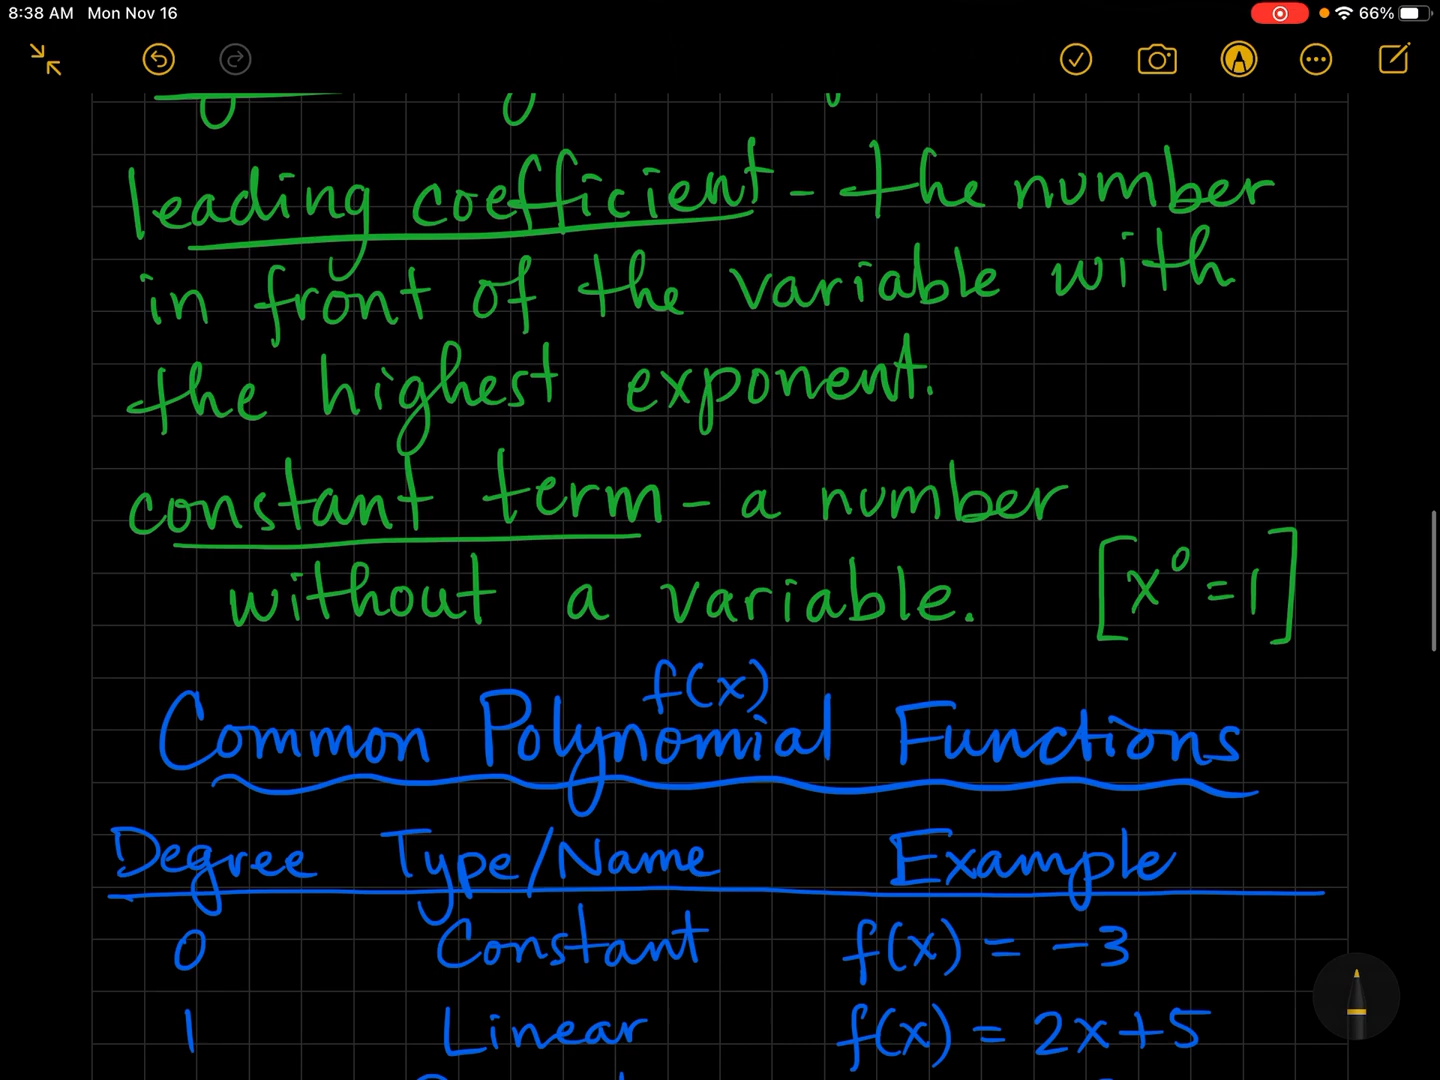 8:38 AM Mon Nov 16 66%
leading coefficient - the number
in front of the variable with
the highest exponent.
constant term - a number
without a variable. [x⁰ = 1]
f(x)
Common Polynomial Functions
Degree Type/Name Example
0 Constant f(x) = -3
1 Linear f(x) = 2x+5